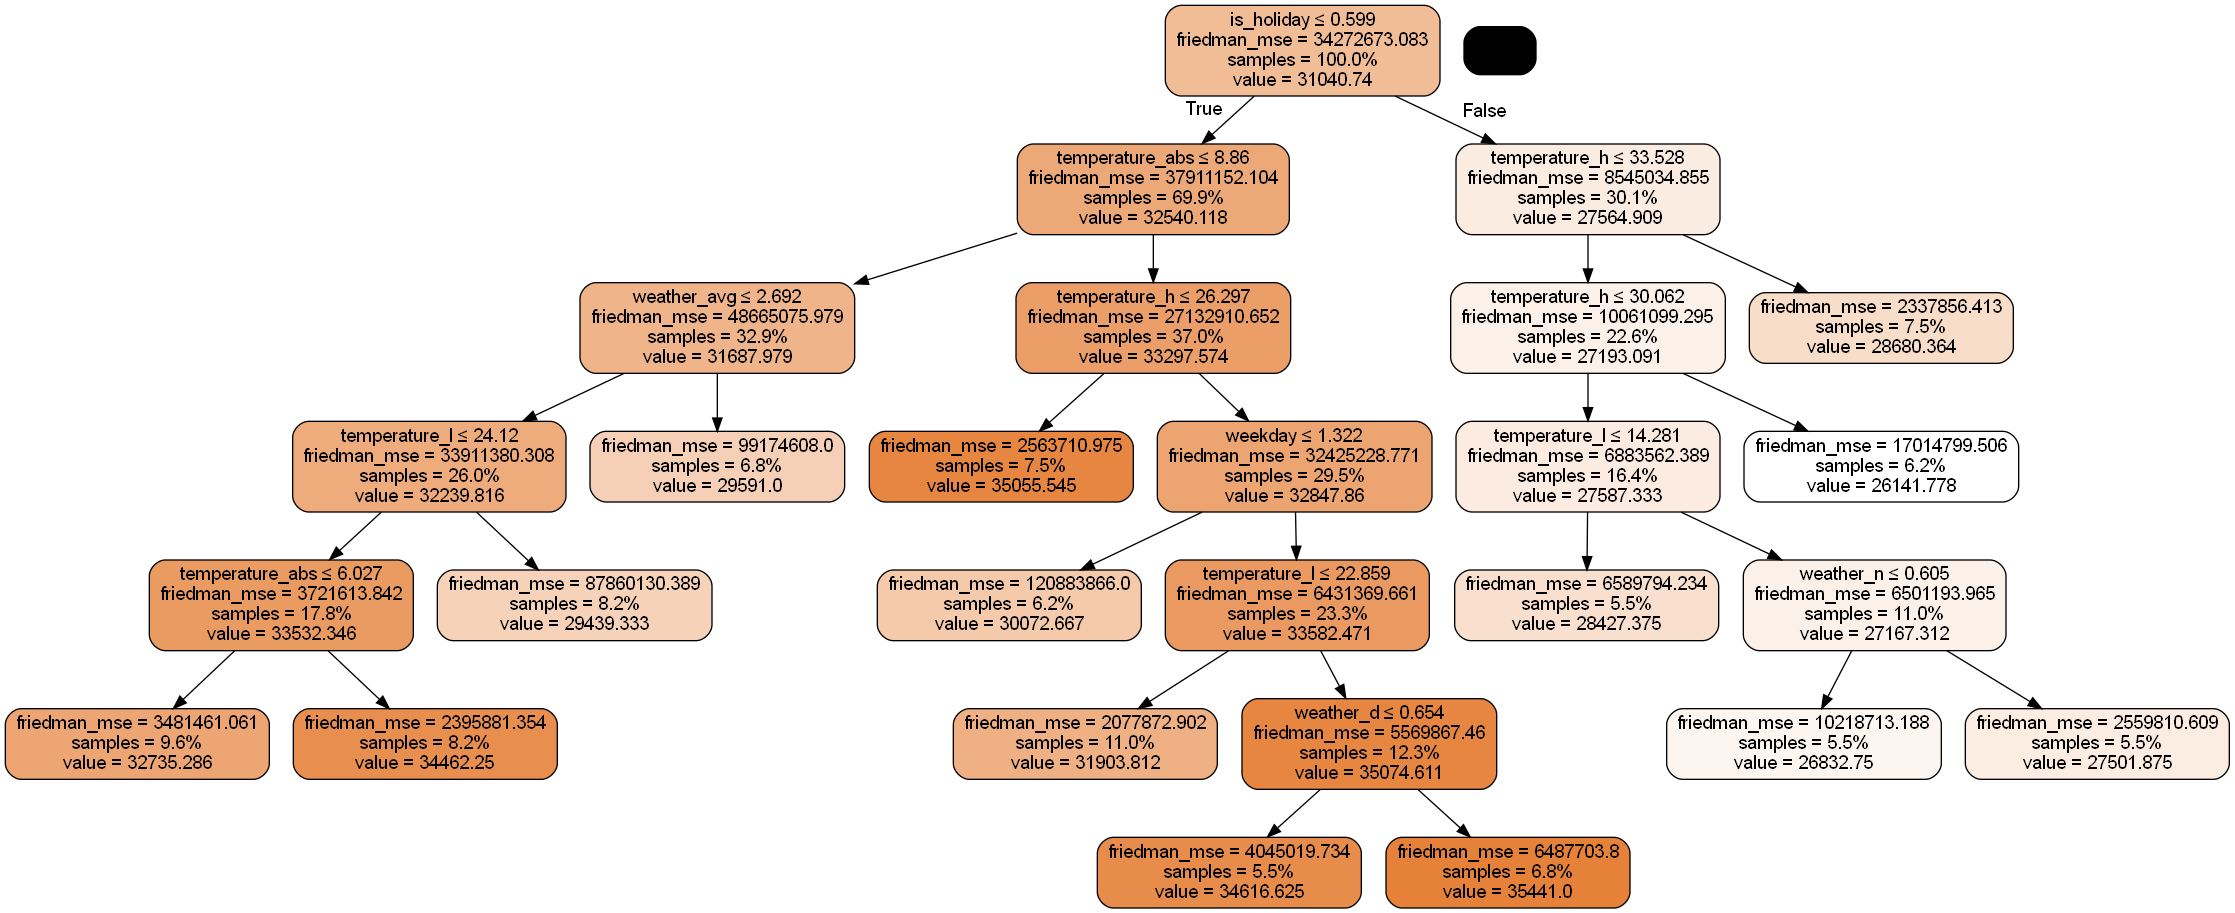 is_holiday ≤ 0.599
friedman_mse = 34272673.083
samples = 100.0%
value = 31040.74
True
False
temperature_abs ≤ 8.86
friedman_mse = 37911152.104
samples = 69.9%
value = 32540.118
temperature_h ≤ 33.528
friedman_mse = 8545034.855
samples = 30.1%
value = 27564.909
weather_avg ≤ 2.692
friedman_mse = 48665075.979
samples = 32.9%
value = 31687.979
temperature_h ≤ 26.297
friedman_mse = 27132910.652
samples = 37.0%
value = 33297.574
temperature_h ≤ 30.062
friedman_mse = 10061099.295
samples = 22.6%
value = 27193.091
friedman_mse = 2337856.413
samples = 7.5%
value = 28680.364
temperature_l ≤ 24.12
friedman_mse = 33911380.308
samples = 26.0%
value = 32239.816
friedman_mse = 99174608.0
samples = 6.8%
value = 29591.0
friedman_mse = 2563710.975
samples = 7.5%
value = 35055.545
weekday ≤ 1.322
friedman_mse = 32425228.771
samples = 29.5%
value = 32847.86
temperature_l ≤ 14.281
friedman_mse = 6883562.389
samples = 16.4%
value = 27587.333
friedman_mse = 17014799.506
samples = 6.2%
value = 26141.778
temperature_abs ≤ 6.027
friedman_mse = 3721613.842
samples = 17.8%
value = 33532.346
friedman_mse = 87860130.389
samples = 8.2%
value = 29439.333
friedman_mse = 120883866.0
samples = 6.2%
value = 30072.667
temperature_l ≤ 22.859
friedman_mse = 6431369.661
samples = 23.3%
value = 33582.471
friedman_mse = 6589794.234
samples = 5.5%
value = 28427.375
weather_n ≤ 0.605
friedman_mse = 6501193.965
samples = 11.0%
value = 27167.312
friedman_mse = 3481461.061
samples = 9.6%
value = 32735.286
friedman_mse = 2395881.354
samples = 8.2%
value = 34462.25
friedman_mse = 2077872.902
samples = 11.0%
value = 31903.812
weather_d ≤ 0.654
friedman_mse = 5569867.46
samples = 12.3%
value = 35074.611
friedman_mse = 10218713.188
samples = 5.5%
value = 26832.75
friedman_mse = 2559810.609
samples = 5.5%
value = 27501.875
friedman_mse = 4045019.734
samples = 5.5%
value = 34616.625
friedman_mse = 6487703.8
samples = 6.8%
value = 35441.0